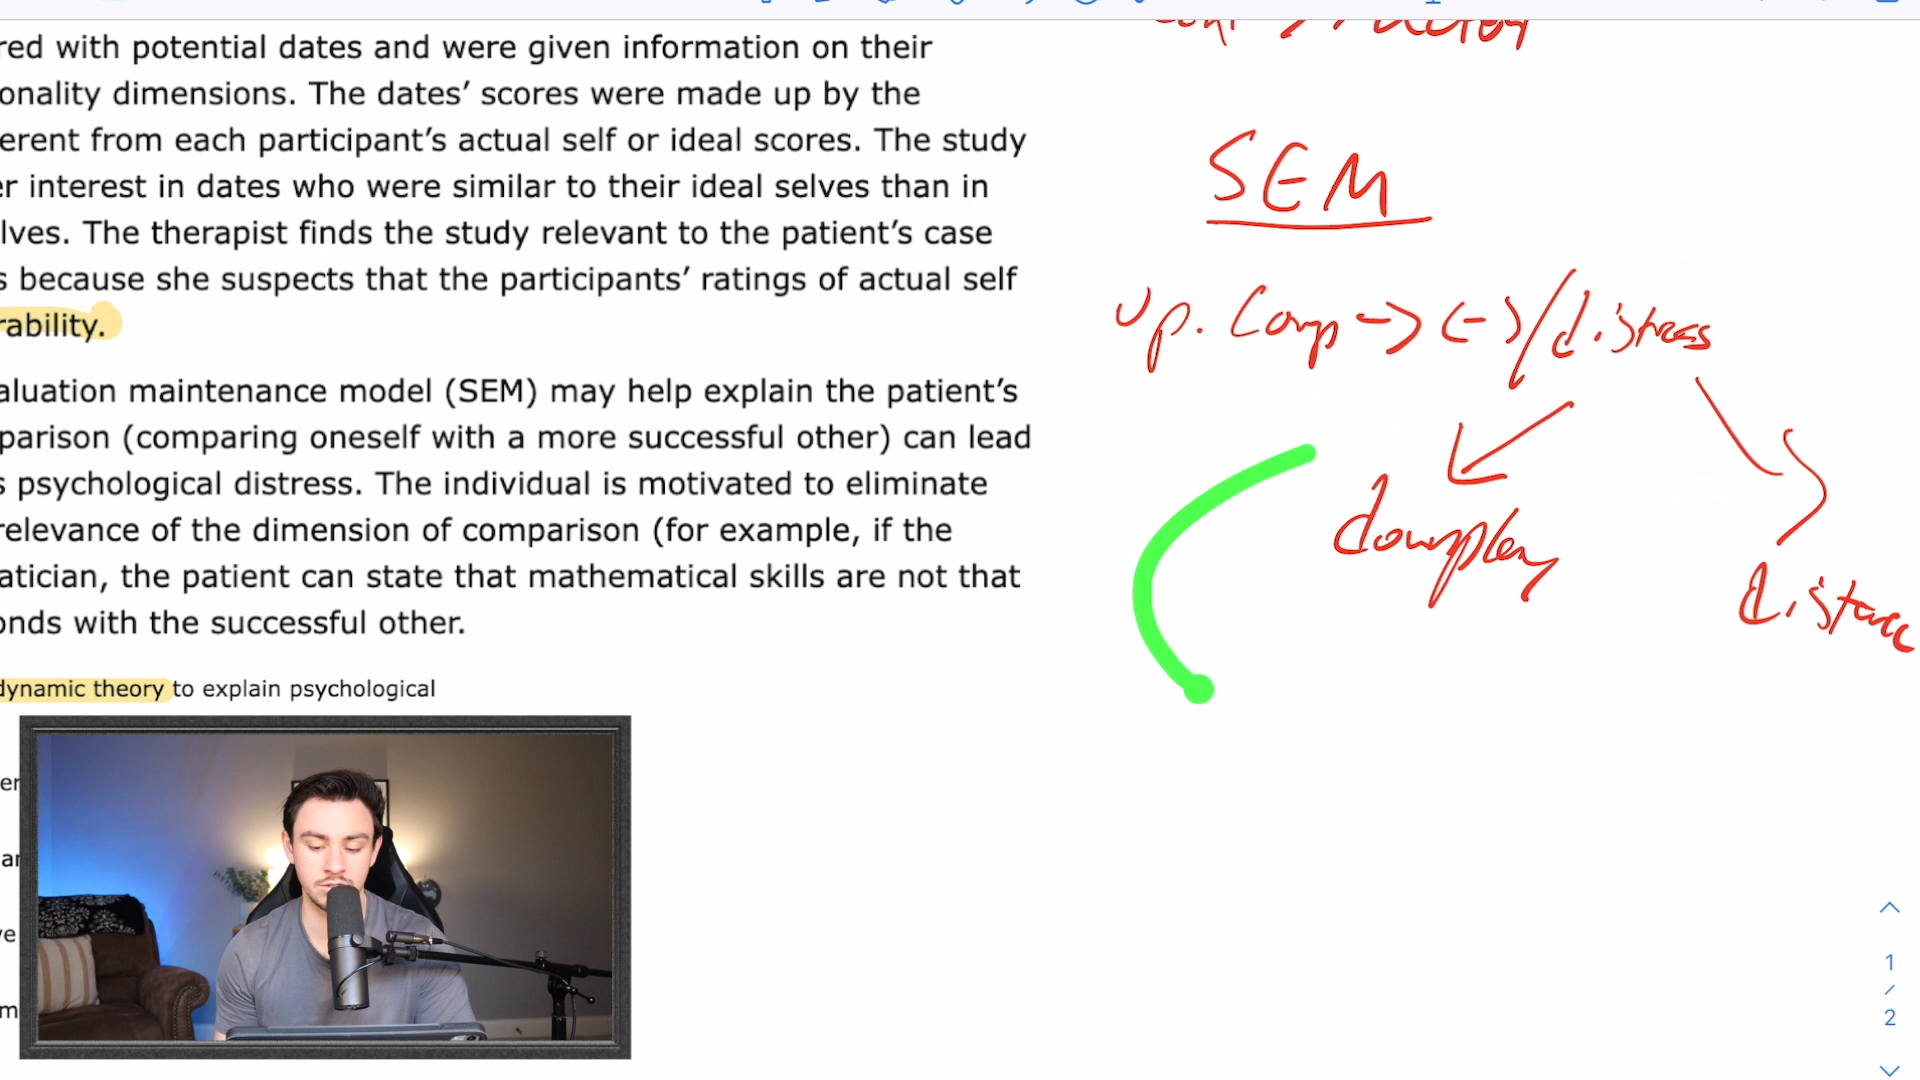 red with potential dates and were given information on their
onality dimensions. The dates’ scores were made up by the
erent from each participant’s actual self or ideal scores. The study
er interest in dates who were similar to their ideal selves than in
lves. The therapist finds the study relevant to the patient’s case
s because she suspects that the participants’ ratings of actual self
rability.
aluation maintenance model (SEM) may help explain the patient’s
parison (comparing oneself with a more successful other) can lead
s psychological distress. The individual is motivated to eliminate
relevance of the dimension of comparison (for example, if the
atician, the patient can state that mathematical skills are not that
onds with the successful other.
dynamic theory to explain psychological
er
ar
ve
m
SEM
up. Comp -> (-)/distress
downplay
distance
1
/
2